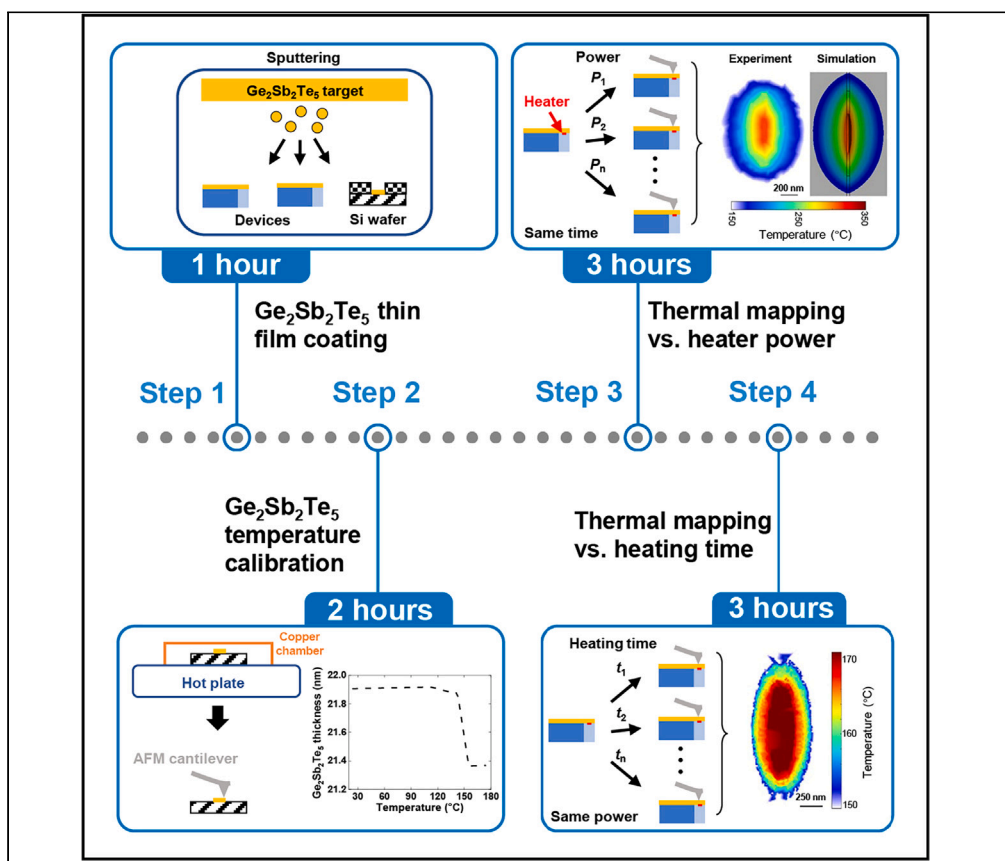 Sputtering
Ge₂Sb₂Te₅ target
Devices
Si wafer
1 hour
Ge₂Sb₂Te₅ thin
film coating
Power
Heater
P₁
P₂
Pₙ
Same time
Experiment
Simulation
200 nm
150
250
350
Temperature (°C)
3 hours
Thermal mapping
vs. heater power
Step 1
Step 2
Step 3
Step 4
Ge₂Sb₂Te₅
temperature
calibration
2 hours
Copper
chamber
Hot plate
AFM cantilever
Ge₂Sb₂Te₅ thickness (nm)
22.0
21.8
21.6
21.4
21.2
30
60
90
120
150
180
Temperature (°C)
Thermal mapping
vs. heating time
3 hours
Heating time
t₁
t₂
tₙ
Same power
250 nm
170
160
150
Temperature (°C)